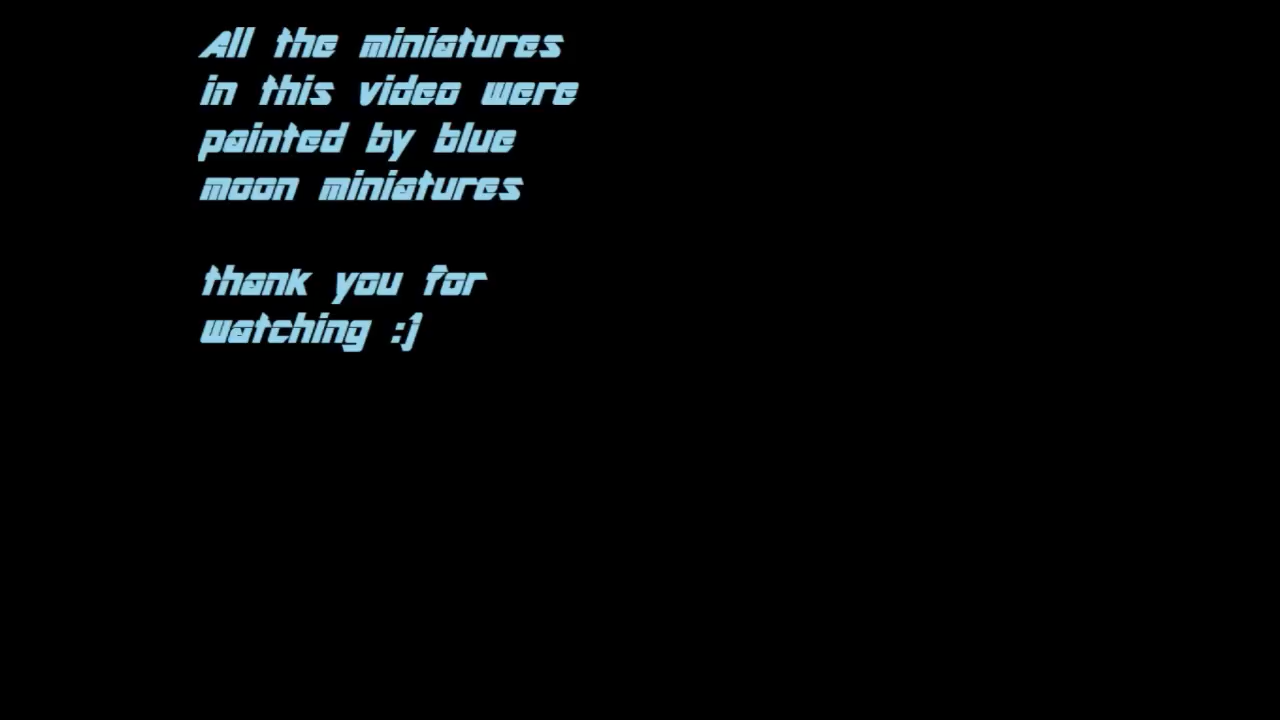 All the miniatures
in this video were
painted by blue
moon miniatures
thank you for
watching :)